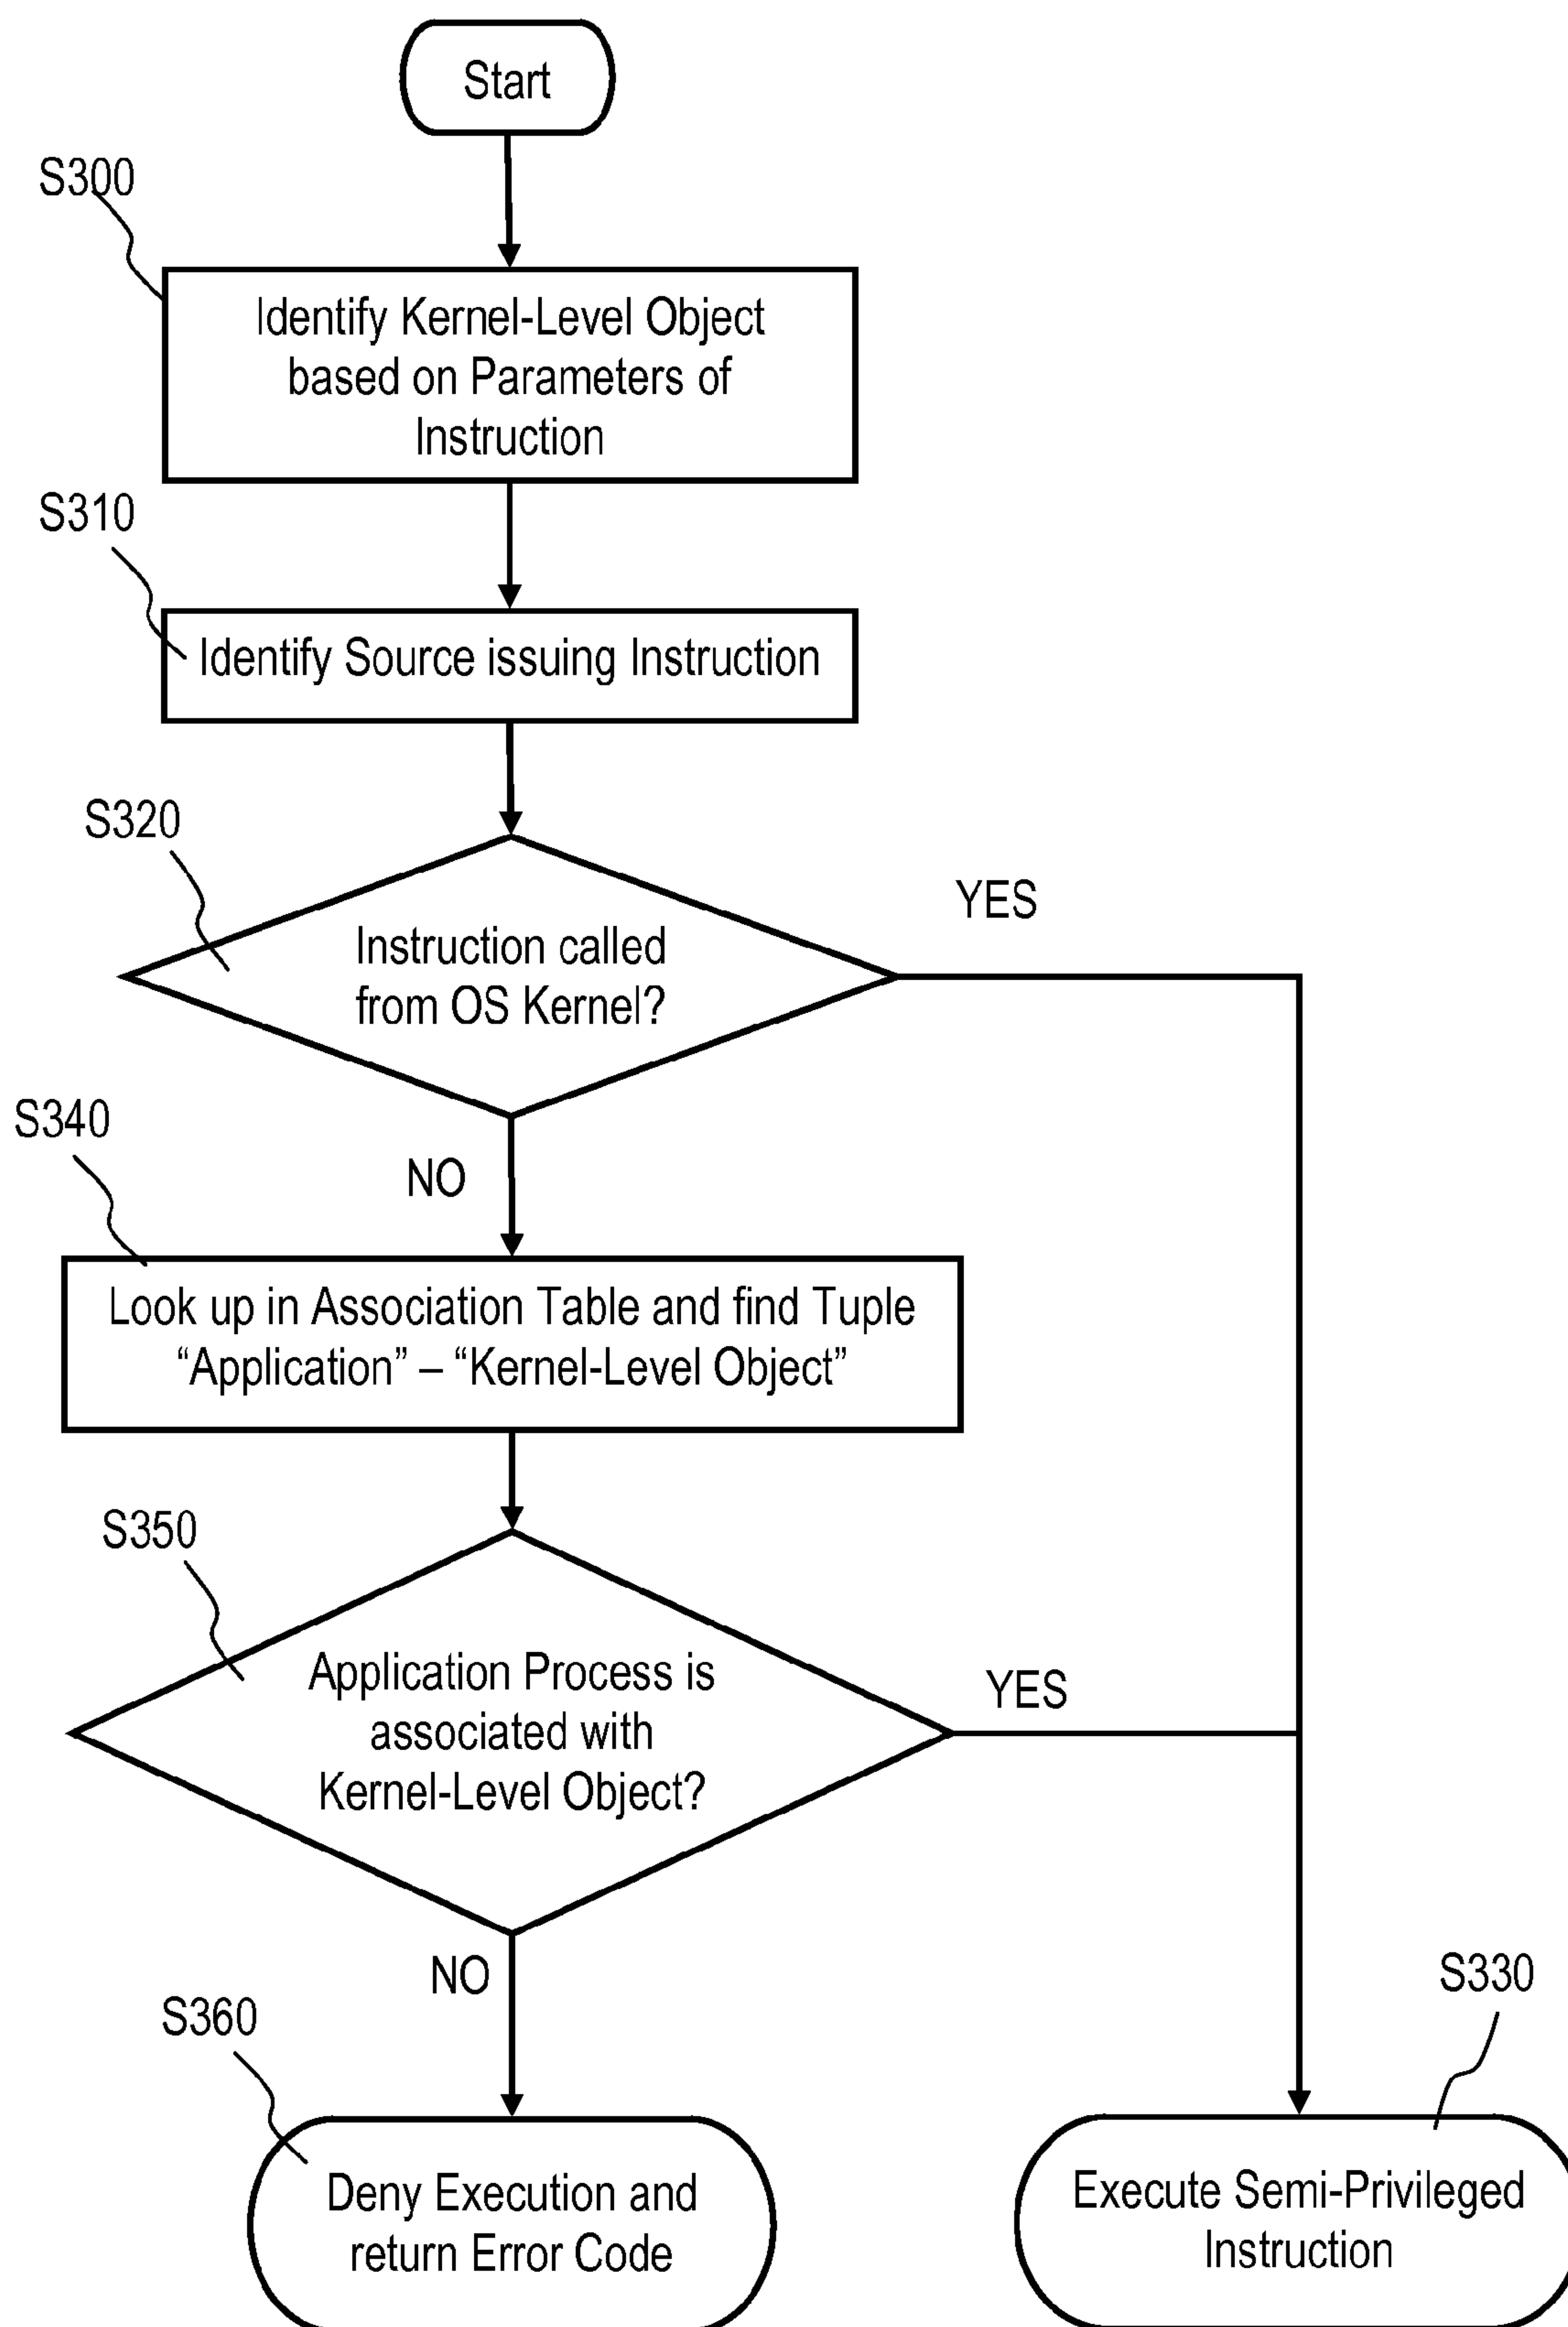 Start
S300
Identify Kernel-Level Object
based on Parameters of
Instruction
S310
Identify Source issuing Instruction
S320
YES
Instruction called
from OS Kernel?
S340
NO
Look up in Association Table and find Tuple
“Application” – “Kernel-Level Object”
S350
Application Process is
associated with
Kernel-Level Object?
YES
NO
S330
S360
Deny Execution and
return Error Code
Execute Semi-Privileged
Instruction